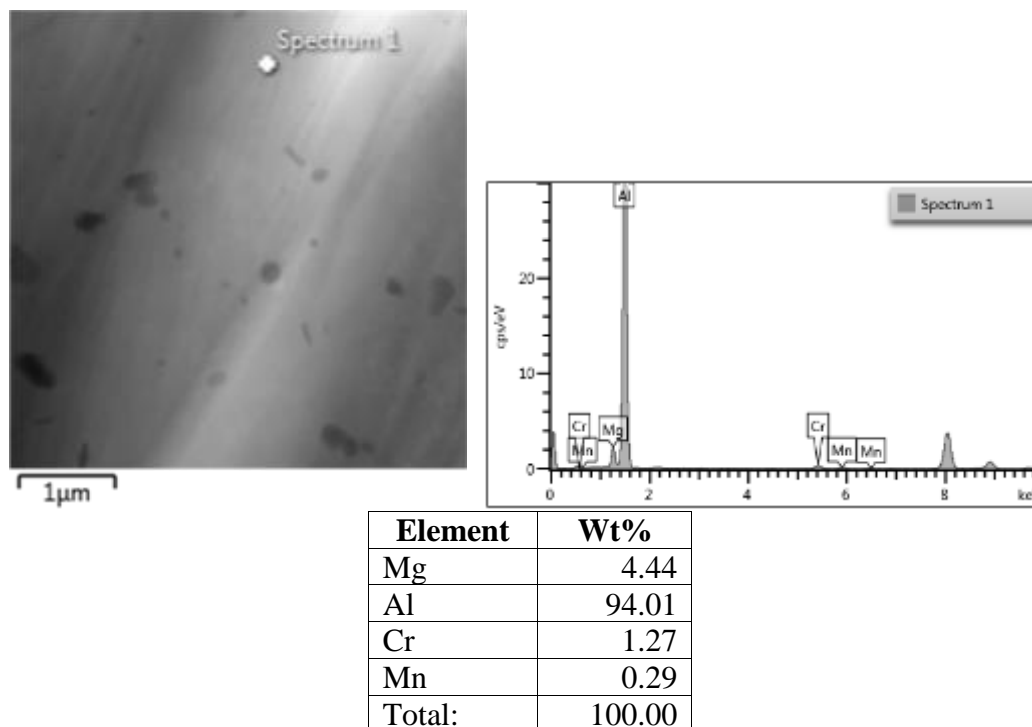 Spectrum 1
1µm
Spectrum 1
cps/eV
20
10
0
Al
Cr
Mn
Mg
Cr
Mn
Mn
0 2 4 6 8 ke
Element Wt%
Mg 4.44
Al 94.01
Cr 1.27
Mn 0.29
Total: 100.00